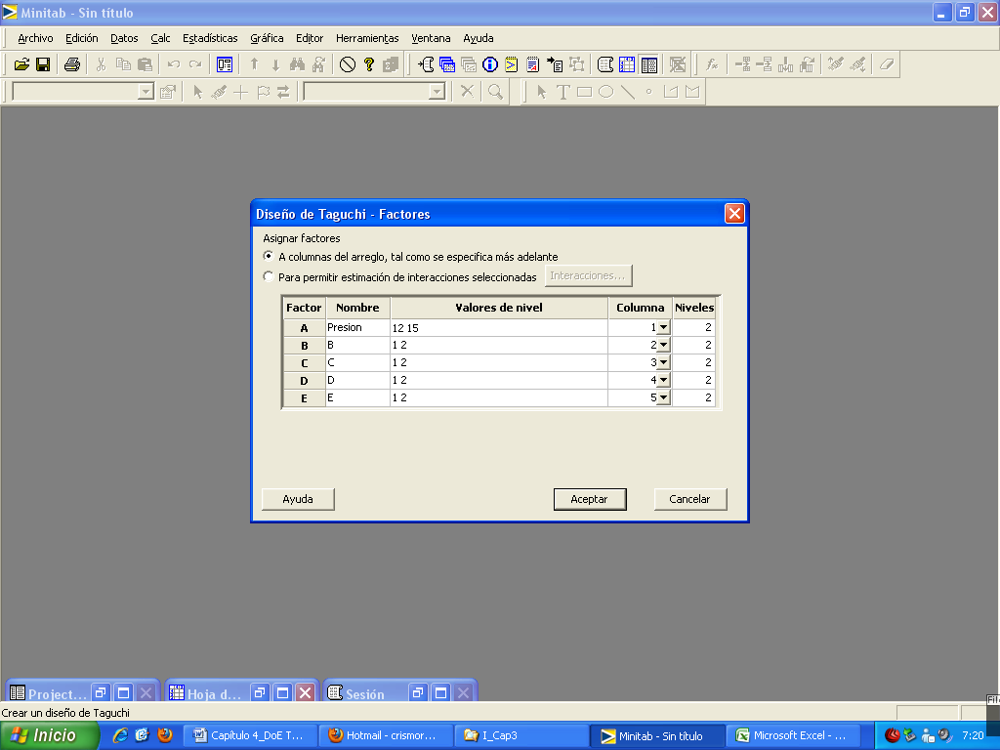 Minitab - Sin título
Archivo Edición Datos Calc Estadísticas Gráfica Editor Herramientas Ventana Ayuda
Diseño de Taguchi - Factores
Asignar factores
A columnas del arreglo, tal como se especifica más adelante
Para permitir estimación de interacciones seleccionadas Interacciones...
Factor Nombre Valores de nivel Columna Niveles
A Presion 12 15 1 2
B B 1 2 2 2
C C 1 2 3 2
D D 1 2 4 2
E E 1 2 5 2
Ayuda Aceptar Cancelar
Project... Hoja d... Sesión
Crear un diseño de Taguchi
Inicio Capítulo 4_DoE T... Hotmail - crismor... I_Cap3 Minitab - Sin título Microsoft Excel - ... 7:20